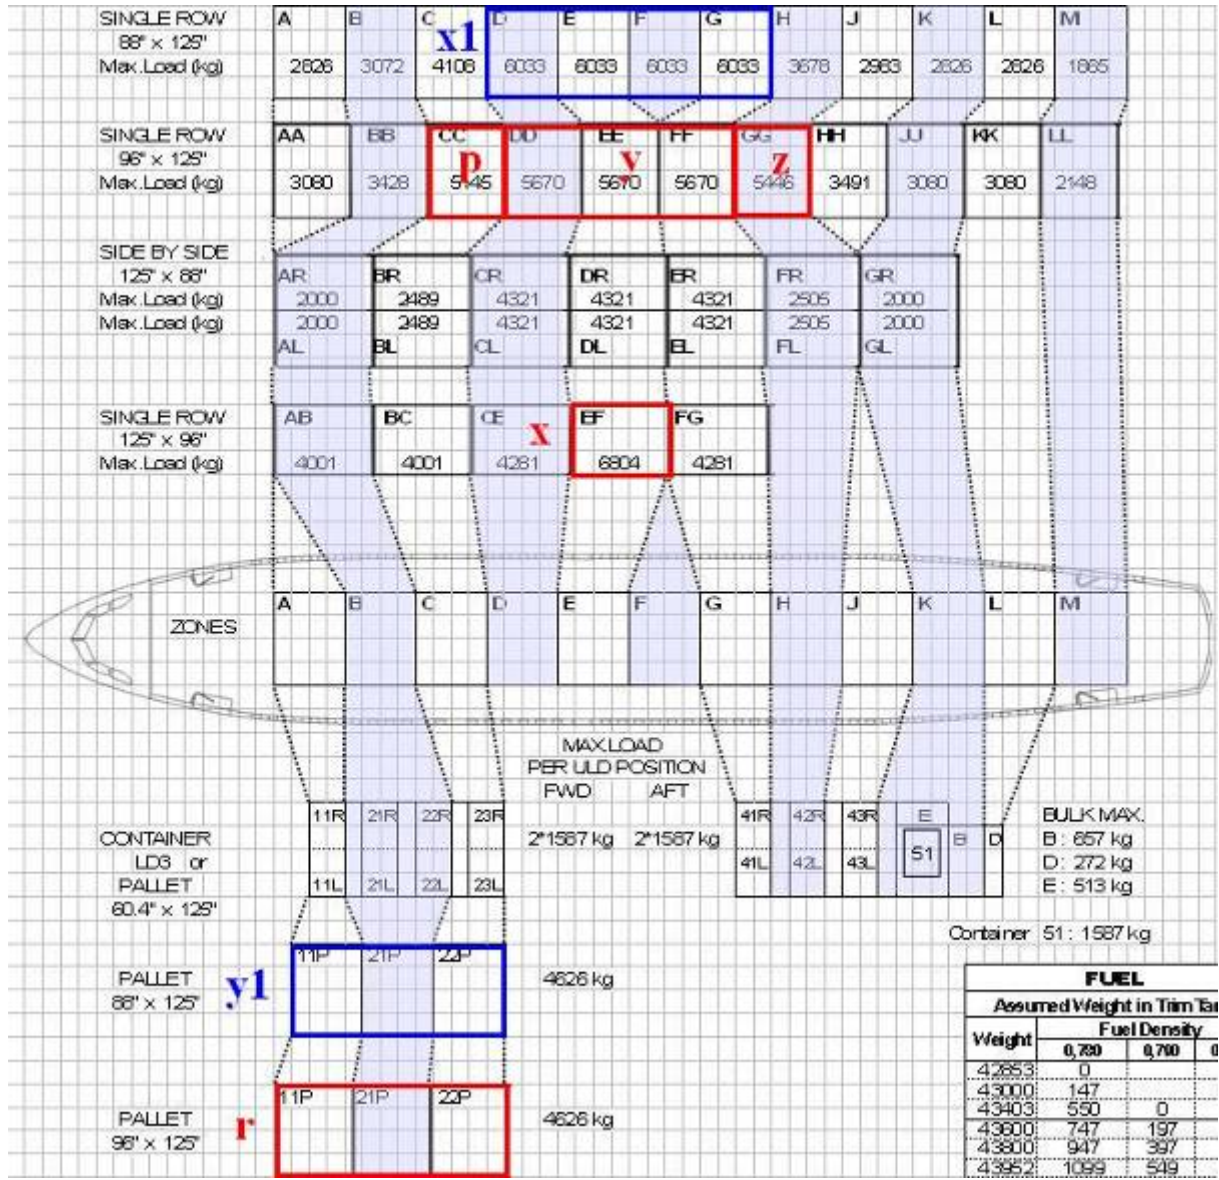 SINGLE ROW A B C D E F G H J K L M
88" × 125" x1
Max.Load (kg) 2826 3072 4106 6033 6033 6033 6033 3678 2983 2826 2826 1865
SINGLE ROW AA BB CC DD EE FF GG HH JJ KK LL
96" × 125" p y z
Max.Load (kg) 3080 3428 5145 5670 5670 5670 5446 3491 3080 3080 2148
SIDE BY SIDE
125" × 88" AR BR CR DR ER FR GR
Max.Load (kg) 2000 2489 4321 4321 4321 2505 2000
Max.Load (kg) 2000 2489 4321 4321 4321 2505 2000
AL BL CL DL EL FL GL
SINGLE ROW AB BC CE EF FG
125" × 96" x
Max.Load (kg) 4001 4001 4281 6804 4281
A B C D E F G H J K L M
ZONES
MAX.LOAD
PER ULD POSITION
FWD AFT
11R 21R 22R 23R 41R 42R 43R E BULK MAX.
CONTAINER 2*1587 kg 2*1587 kg B D B : 657 kg
LD3 or 41L 42L 43L 51 D : 272 kg
PALLET 11L 21L 22L 23L E : 513 kg
60.4" × 125"
Container 51 : 1587 kg
11P 21P 22P
PALLET y1 4626 kg FUEL
88" × 125" Assumed Weight in Trim Tan
Weight Fuel Density
0,780 0,790 0
42853 0
43000 147
11P 21P 22P 43403 550 0
PALLET r 4626 kg 43600 747 197
96" × 125" 43800 947 397
43952 1099 549